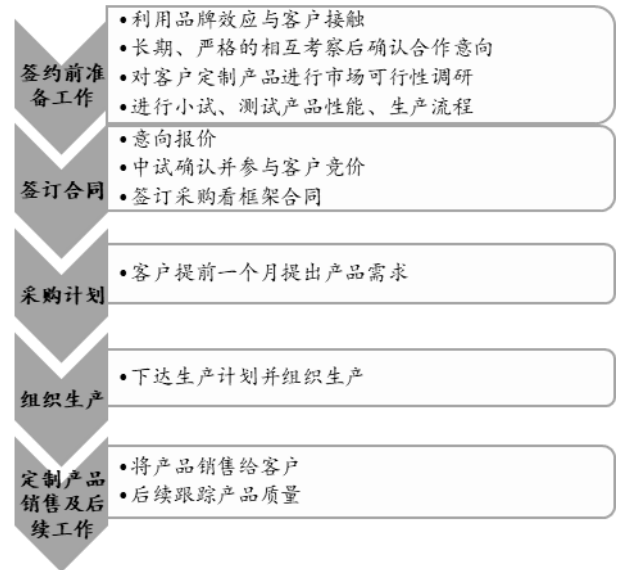 签约前准
备工作
•利用品牌效应与客户接触
•长期、严格的相互考察后确认合作意向
•对客户定制产品进行市场可行性调研
•进行小试、测试产品性能、生产流程
签订合同
•意向报价
•中试确认并参与客户竞价
•签订采购看框架合同
采购计划
•客户提前一个月提出产品需求
组织生产
•下达生产计划并组织生产
定制产品
销售及后
续工作
•将产品销售给客户
•后续跟踪产品质量